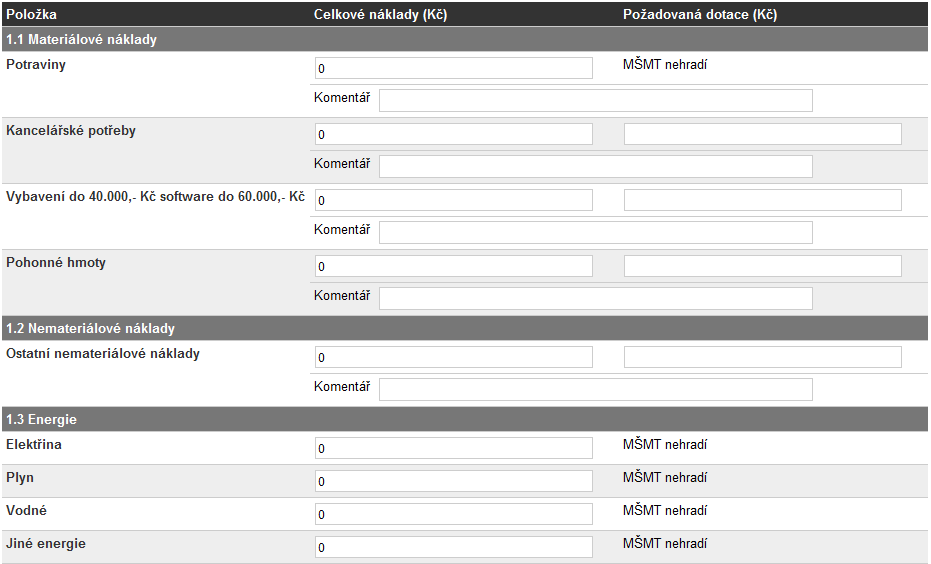 Položka Celkové náklady (Kč) Požadovaná dotace (Kč)
1.1 Materiálové náklady
Potraviny 0 MŠMT nehradí
Komentář
Kancelářské potřeby 0
Komentář
Vybavení do 40.000,- Kč software do 60.000,- Kč 0
Komentář
Pohonné hmoty 0
Komentář
1.2 Nemateriálové náklady
Ostatní nemateriálové náklady 0
Komentář
1.3 Energie
Elektřina 0 MŠMT nehradí
Plyn 0 MŠMT nehradí
Vodné 0 MŠMT nehradí
Jiné energie 0 MŠMT nehradí